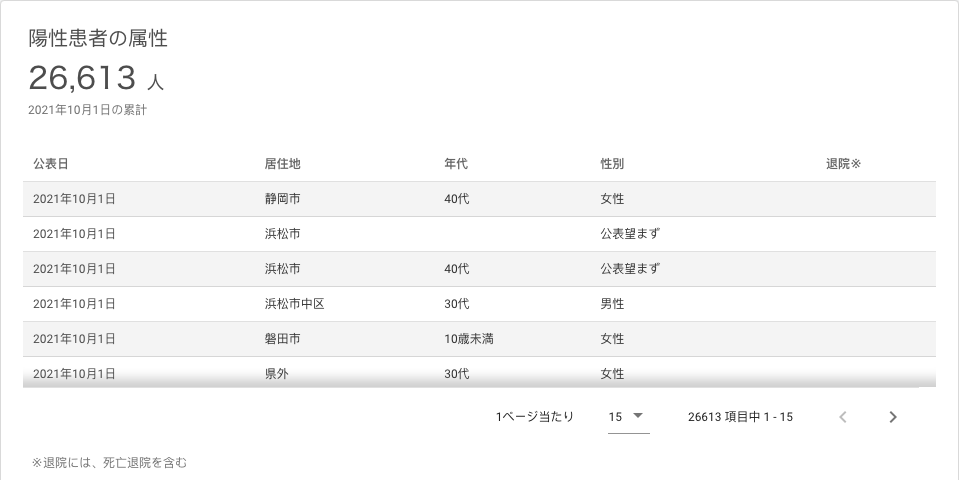 陽性患者の属性
26,613 人
2021年10月1日の累計
公表日 居住地 年代 性別 退院※
2021年10月1日 静岡市 40代 女性
2021年10月1日 浜松市 公表望まず
2021年10月1日 浜松市 40代 公表望まず
2021年10月1日 浜松市中区 30代 男性
2021年10月1日 磐田市 10歳未満 女性
2021年10月1日 県外 30代 女性
1ページ当たり 15 26613 項目中 1 - 15
※退院には、死亡退院を含む